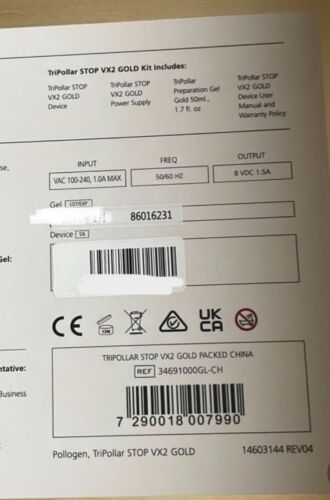 TriPollar STOP VX2 GOLD Kit Includes:
TriPollar STOP VX2 GOLD Device
TriPollar STOP VX2 GOLD Power Supply
TriPollar Preparation Gel Gold 50ml., 1.7 fl. oz
TriPollar STOP VX2 GOLD Device User Manual and Warranty Policy
se,
INPUT
FREQ
OUTPUT
VAC 100-240, 1.0A MAX
50/60 HZ
8 VDC 1.5A
Gel LOT/EXP
86016231
Device SN
Gel:
CE
12M
UK
CA
TRIPOLLAR STOP VX2 GOLD PACKED CHINA
REF 34691000GL-CH
ntative:
Business
7 290018 007990
Pollogen, TriPollar STOP VX2 GOLD
14603144 REV04